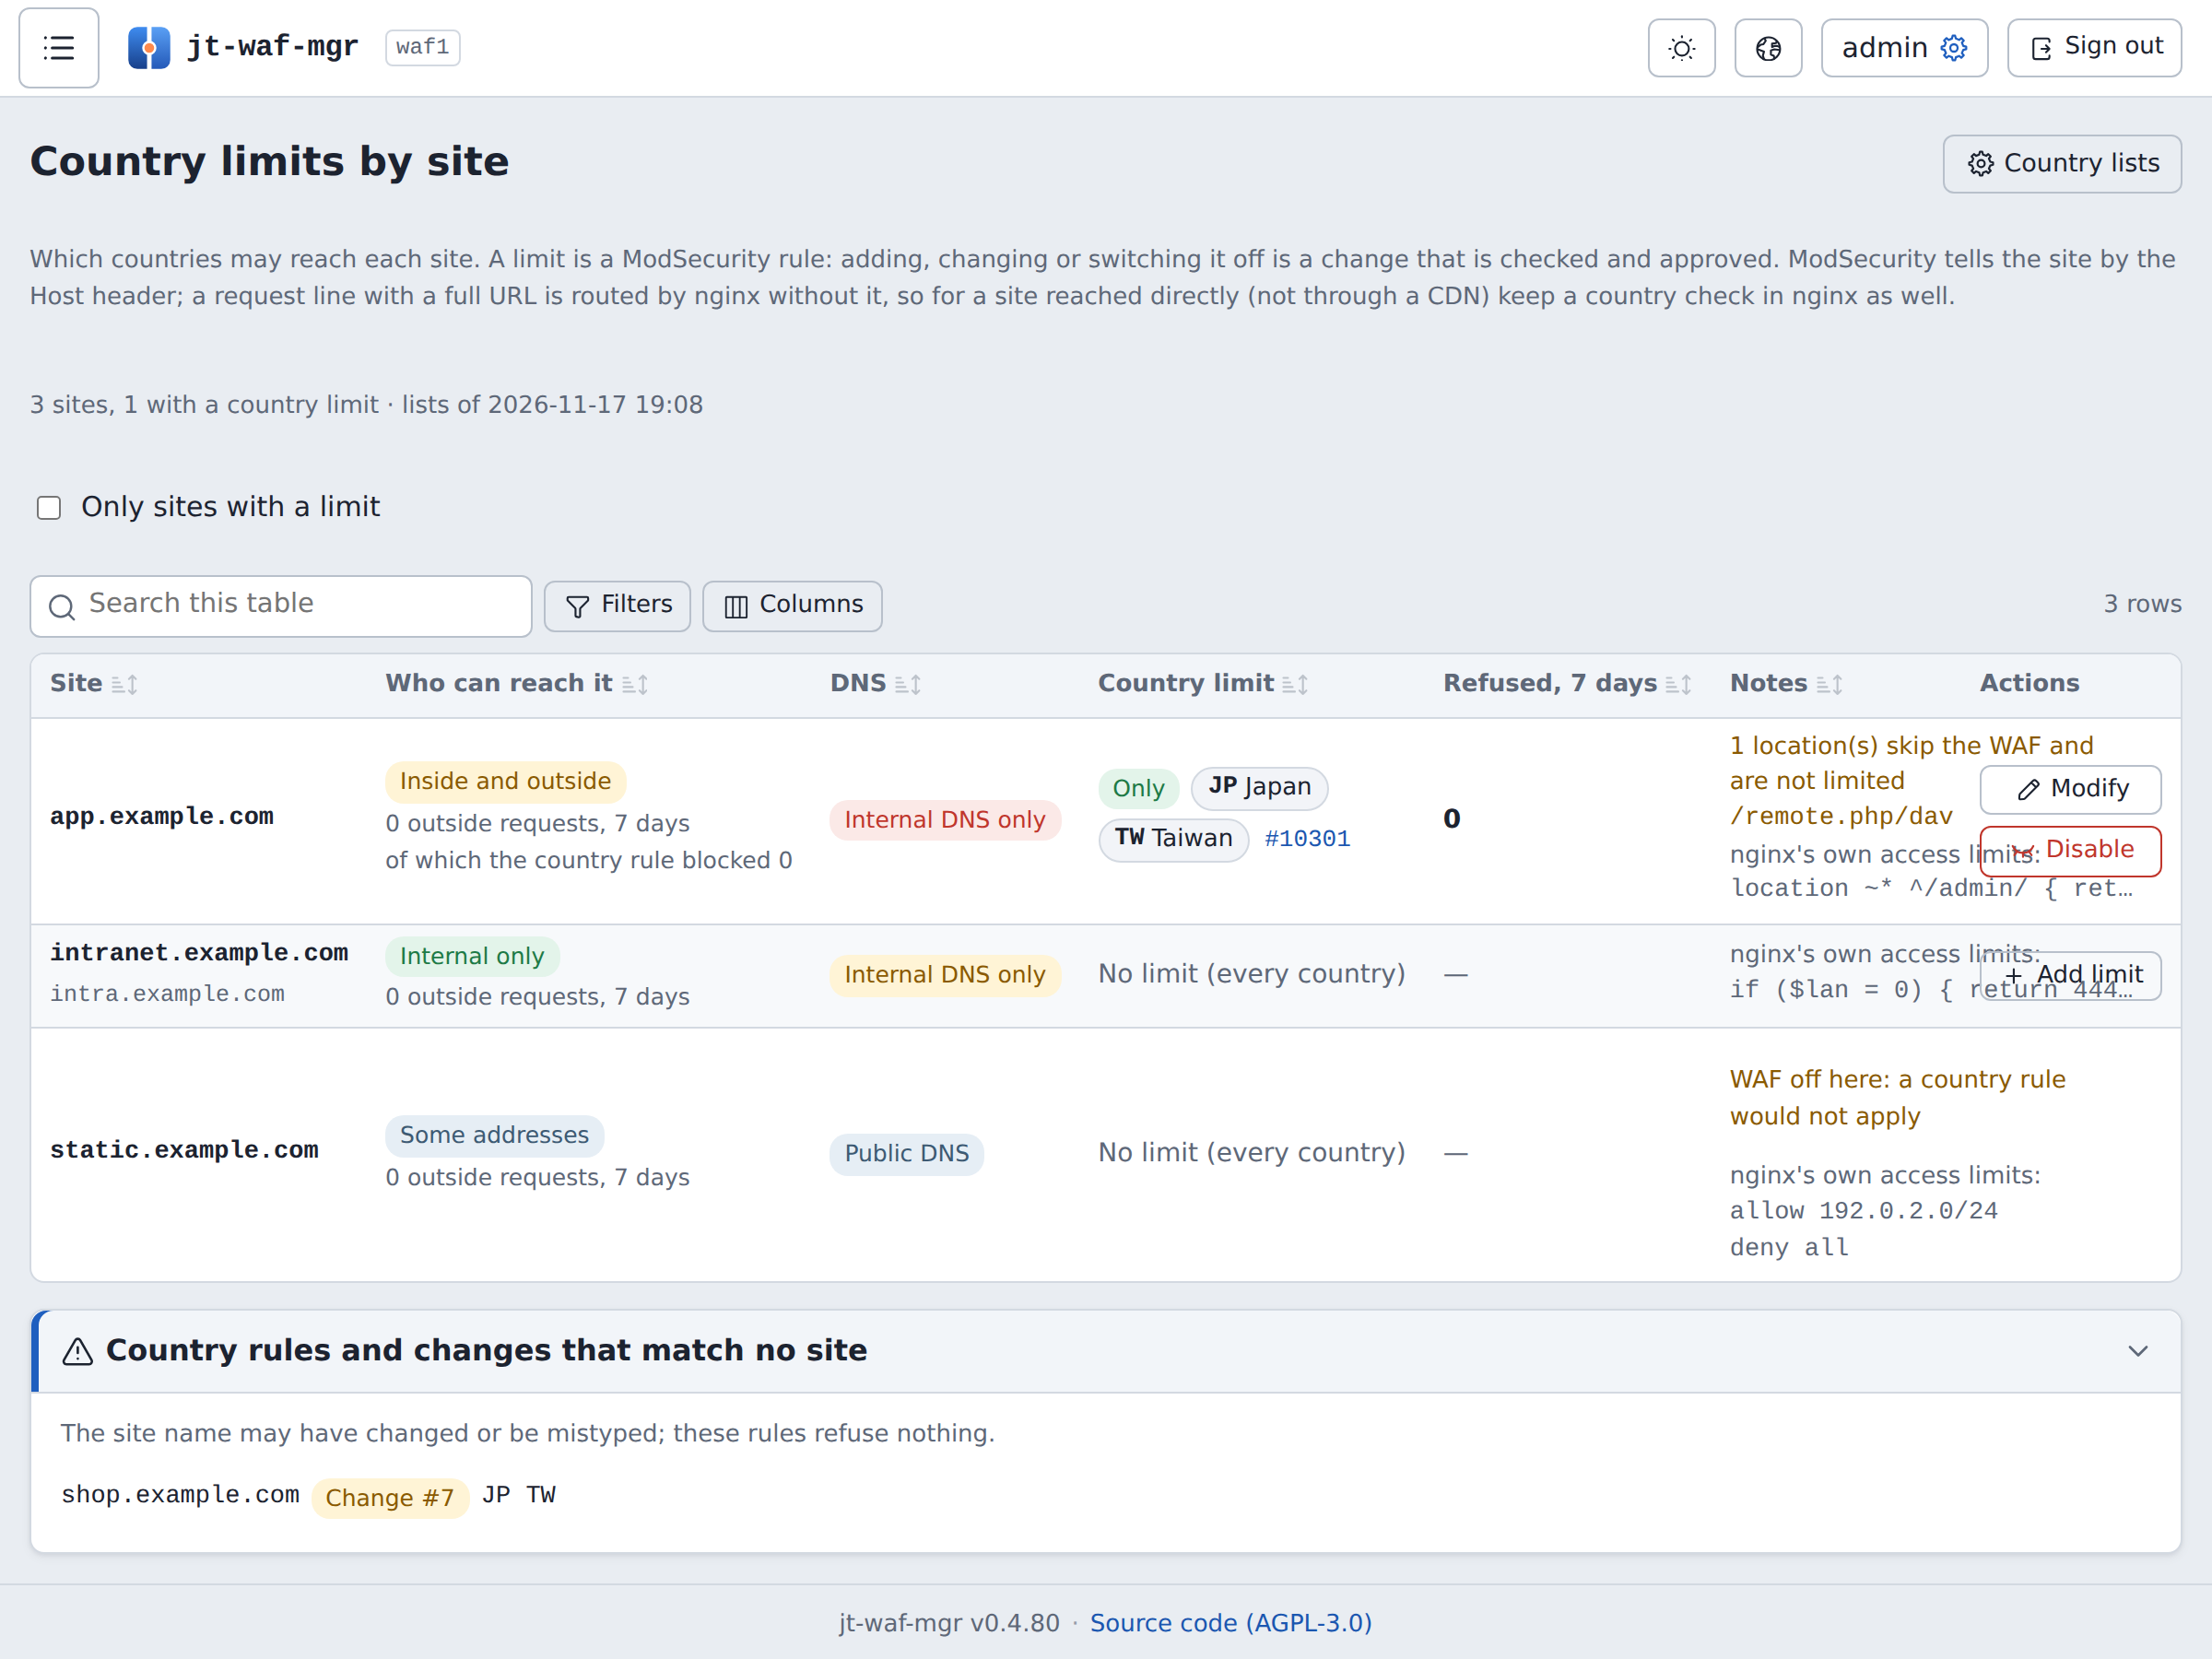 jt-waf-mgr waf1 admin Sign out
Country limits by site
Country lists
Which countries may reach each site. A limit is a ModSecurity rule: adding, changing or switching it off is a change that is checked and approved. ModSecurity tells the site by the
Host header; a request line with a full URL is routed by nginx without it, so for a site reached directly (not through a CDN) keep a country check in nginx as well.
3 sites, 1 with a country limit · lists of 2026-11-17 19:08
Only sites with a limit
Search this table Filters Columns 3 rows
Site Who can reach it DNS Country limit Refused, 7 days Notes Actions
app.example.com
Inside and outside
0 outside requests, 7 days
of which the country rule blocked 0
Internal DNS only
Only JP Japan
TW Taiwan #10301
0
1 location(s) skip the WAF and
are not limited
/remote.php/dav
nginx's own access limits:
location ~* ^/admin/ { ret…
Modify
Disable
intranet.example.com
intra.example.com
Internal only
0 outside requests, 7 days
Internal DNS only
No limit (every country)
—
nginx's own access limits:
if ($lan = 0) { return 444…
Add limit
static.example.com
Some addresses
0 outside requests, 7 days
Public DNS
No limit (every country)
—
WAF off here: a country rule
would not apply
nginx's own access limits:
allow 192.0.2.0/24
deny all
Country rules and changes that match no site
The site name may have changed or be mistyped; these rules refuse nothing.
shop.example.com Change #7 JP TW
jt-waf-mgr v0.4.80 · Source code (AGPL-3.0)